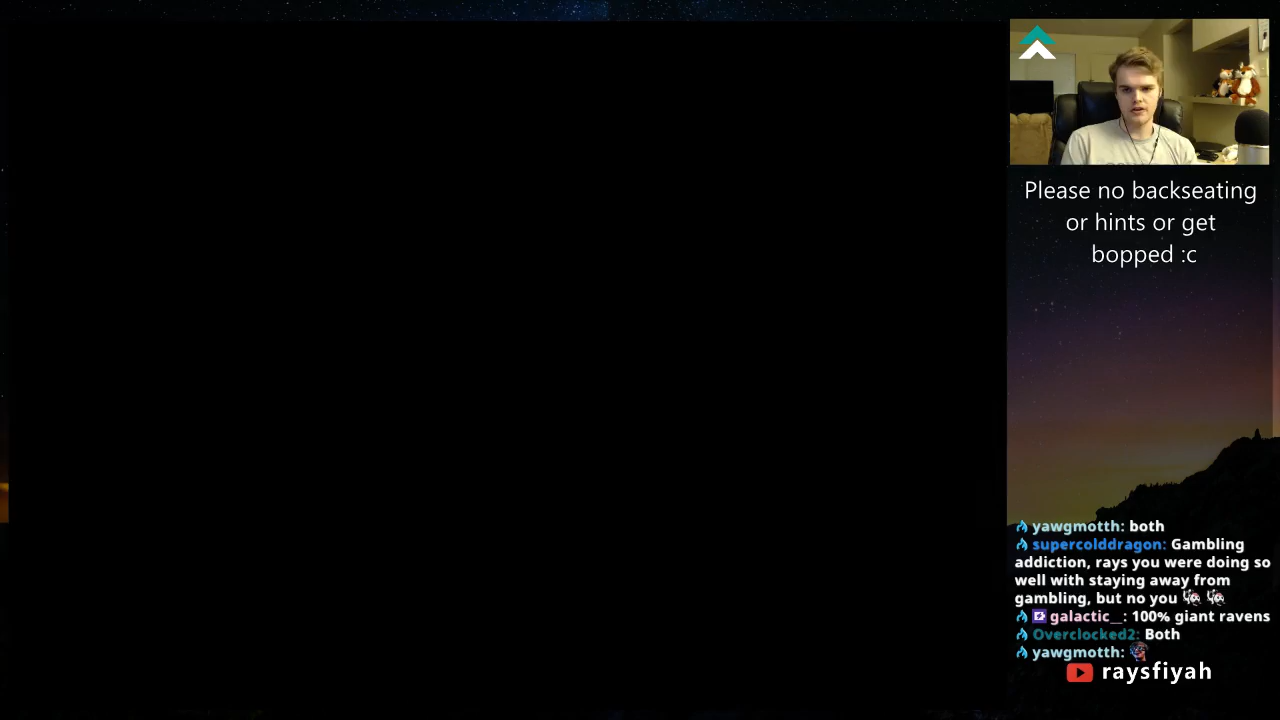 Please no backseating
or hints or get
bopped :c
yawgmotth: both
supercolddragon: Gambling
addiction, rays you were doing so
well with staying away from
gambling, but no you
galactic__: 100% giant ravens
Overclocked2: Both
yawgmotth:
raysfiyah